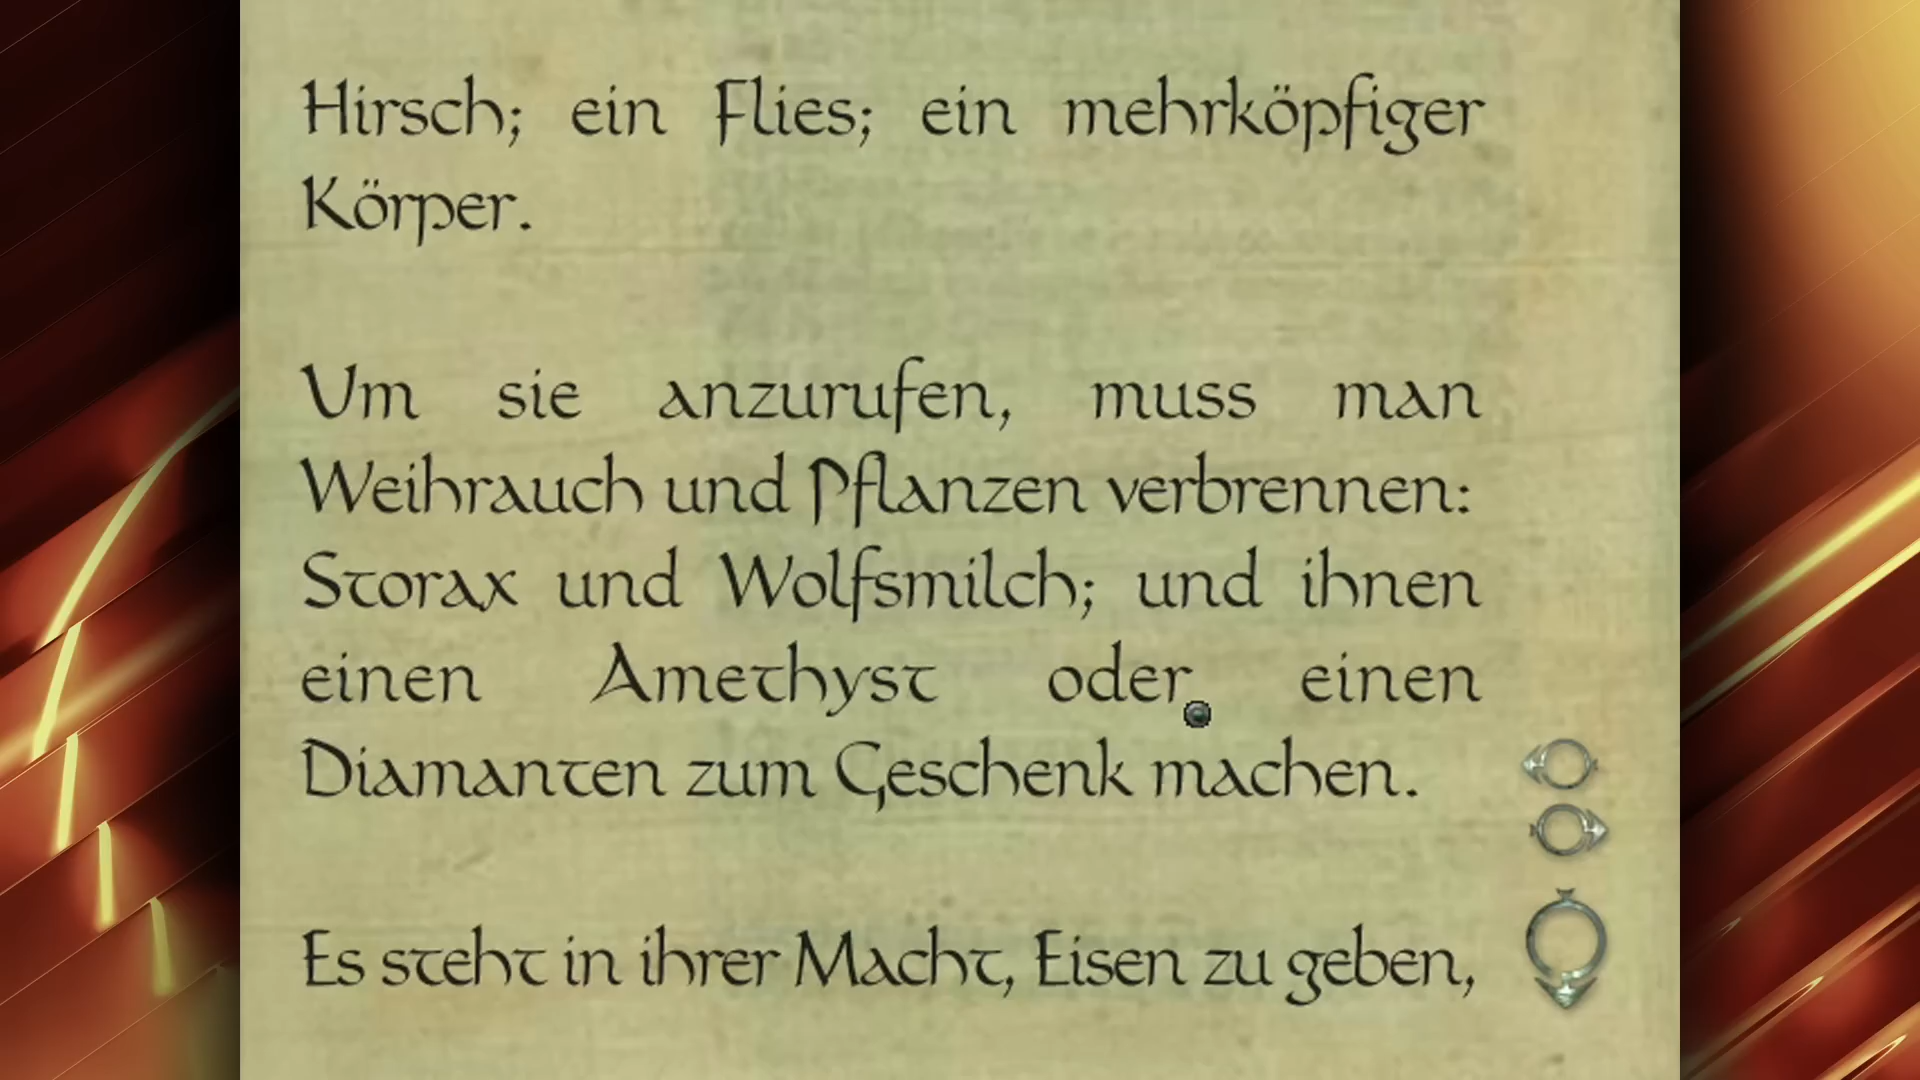 Hirsch; ein Flies; ein mehrköpfiger
Körper.
Um sie anzurufen, muss man
Weihrauch und Pflanzen verbrennen:
Storax und Wolfsmilch; und ihnen
einen Amethyst oder einen
Diamanten zum Geschenk machen.
Es steht in ihrer Macht, Eisen zu geben,